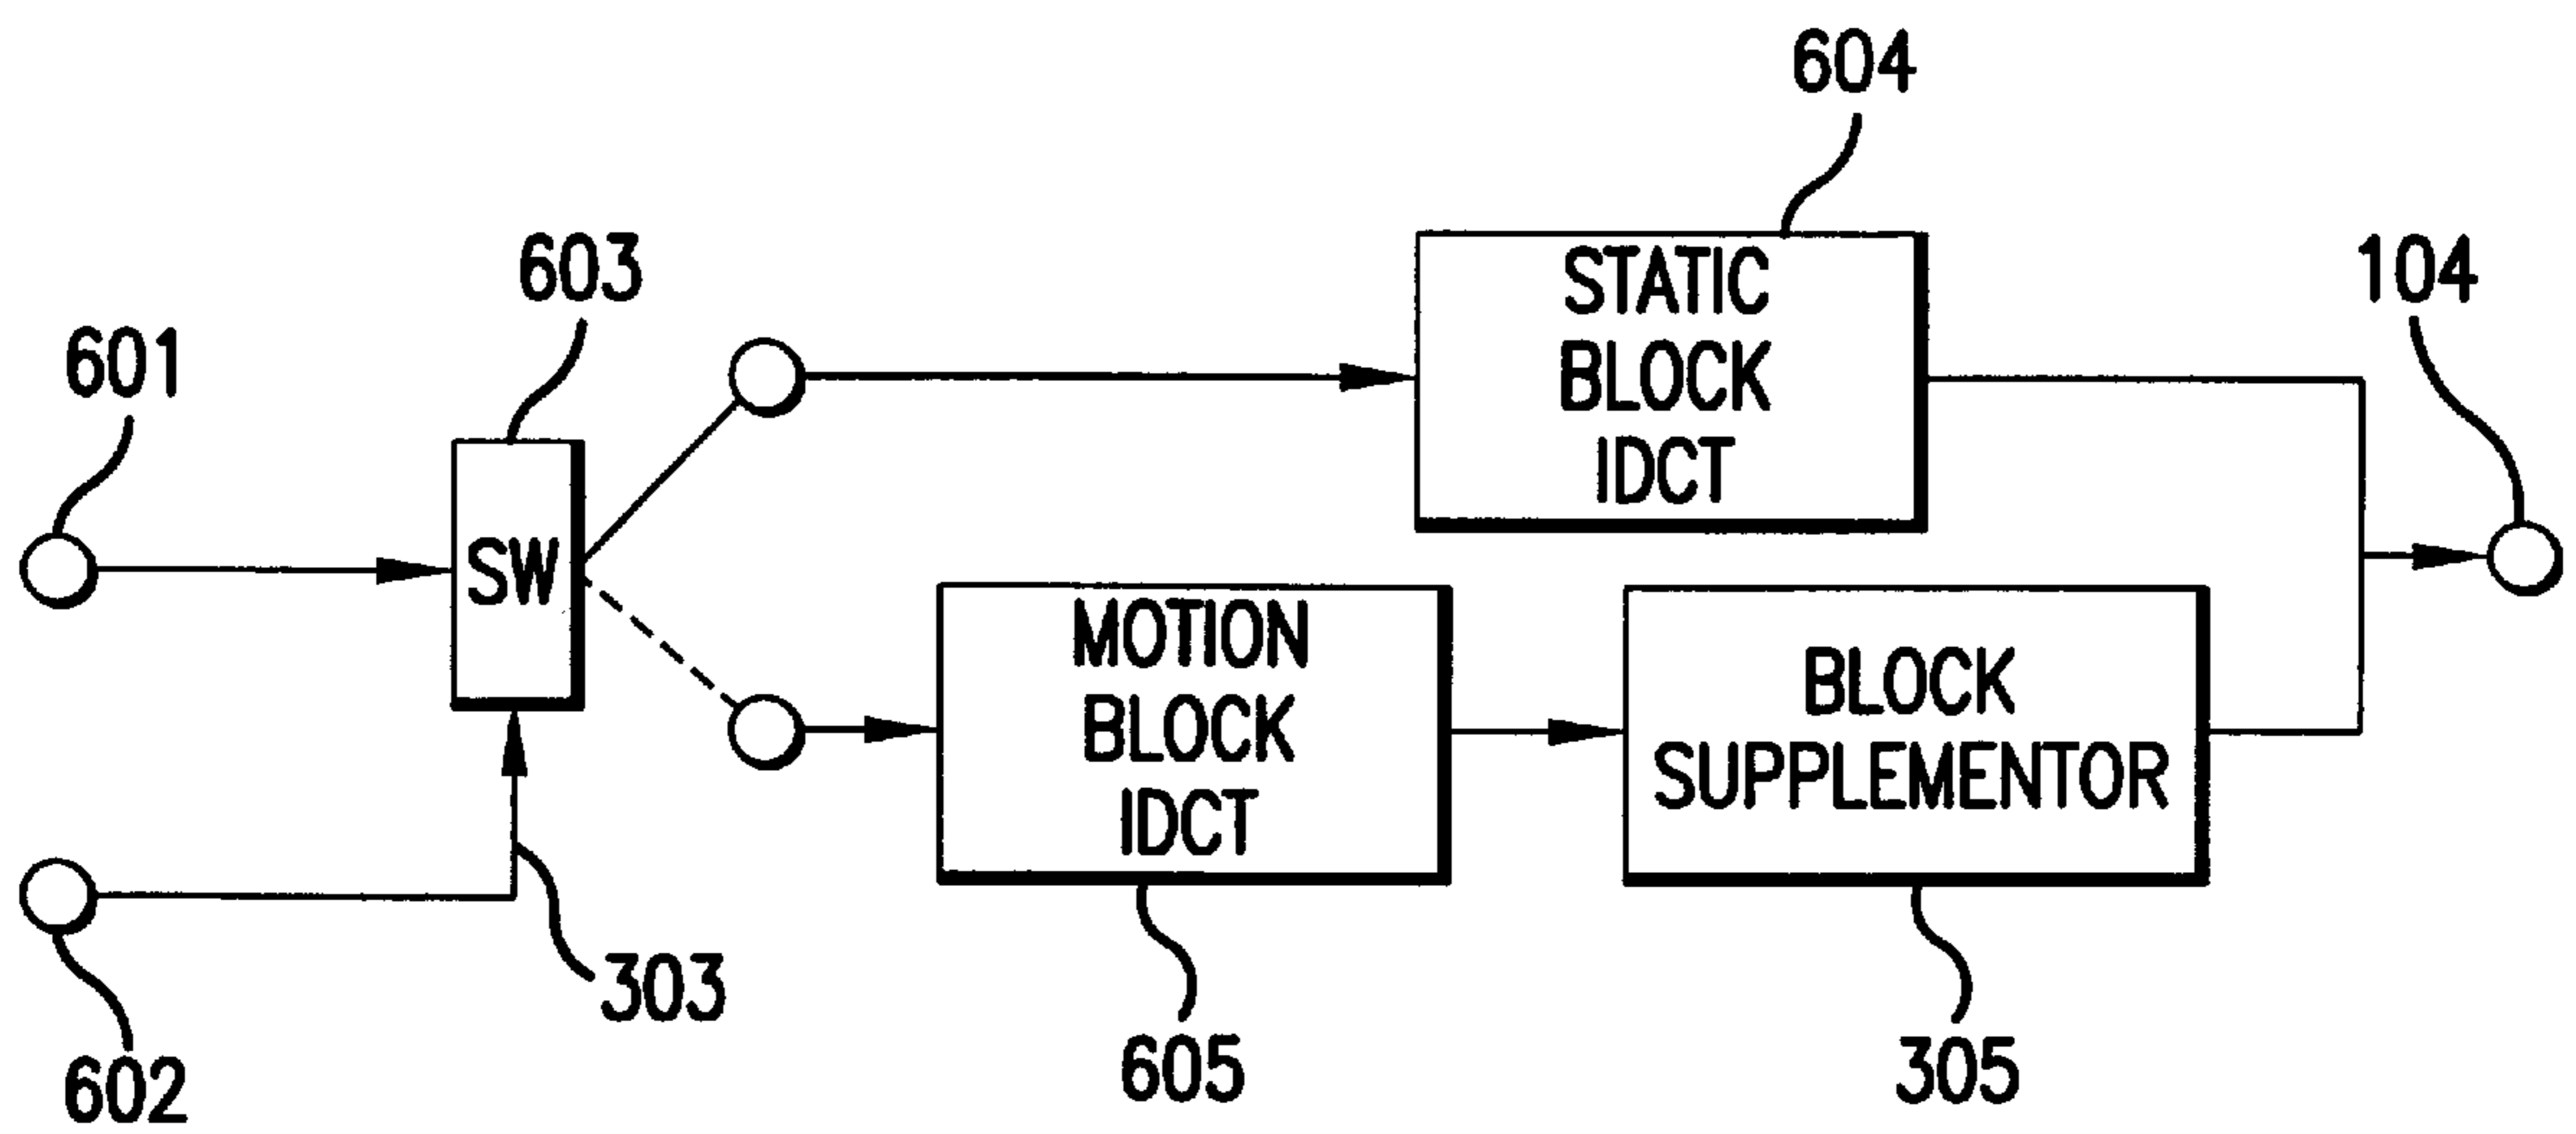 604
603
104
601
STATIC
BLOCK
IDCT
SW
MOTION
BLOCK
IDCT
BLOCK
SUPPLEMENTOR
303
602
605
305